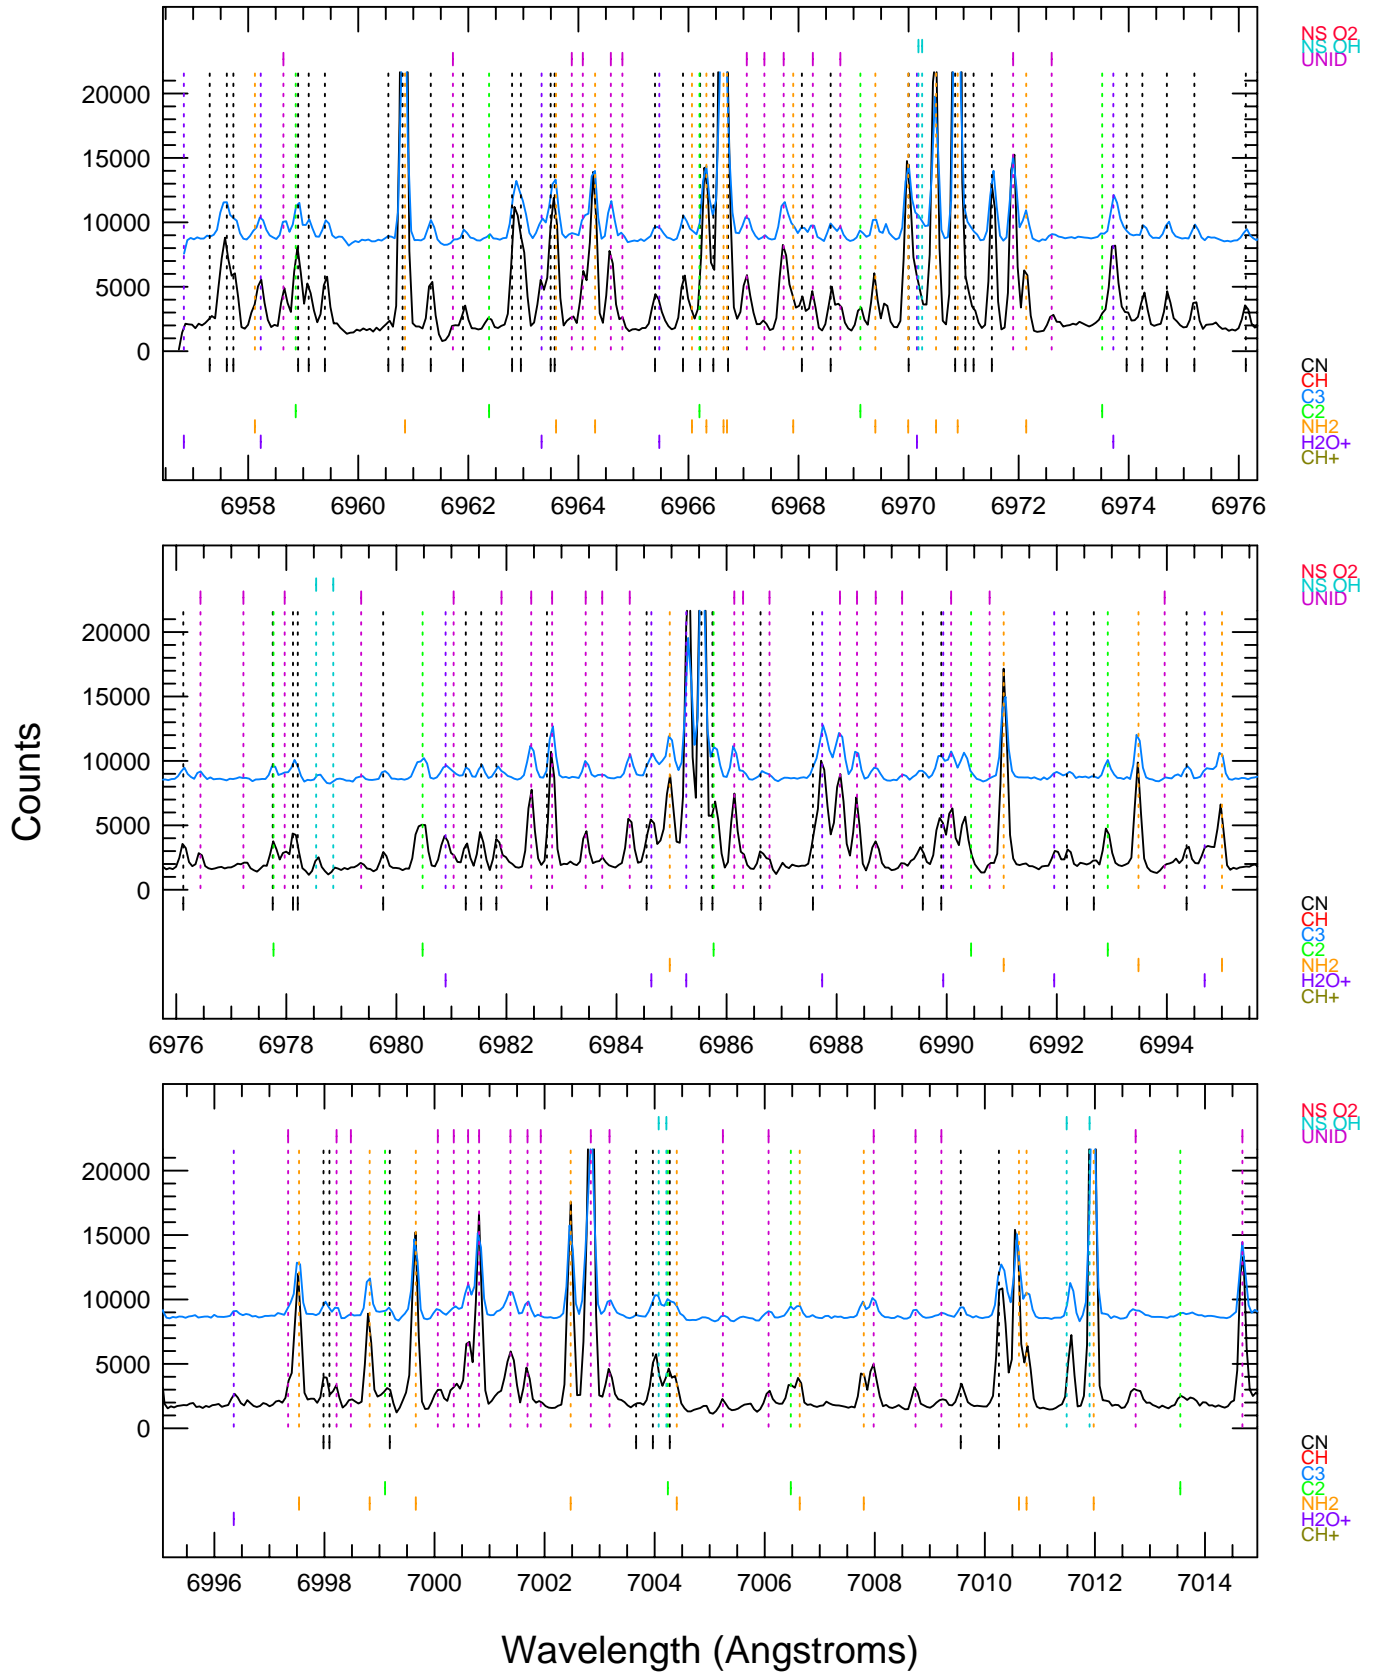 NS O2
NS OH
UNID
20000
15000
10000
5000
0
CN
CH
C3
C2
NH2
H2O+
CH+
6958 6960 6962 6964 6966 6968 6970 6972 6974 6976
NS O2
NS OH
UNID
20000
15000
10000
5000
0
Counts
CN
CH
C3
C2
NH2
H2O+
CH+
6976 6978 6980 6982 6984 6986 6988 6990 6992 6994
NS O2
NS OH
UNID
20000
15000
10000
5000
0
CN
CH
C3
C2
NH2
H2O+
CH+
6996 6998 7000 7002 7004 7006 7008 7010 7012 7014
Wavelength (Angstroms)